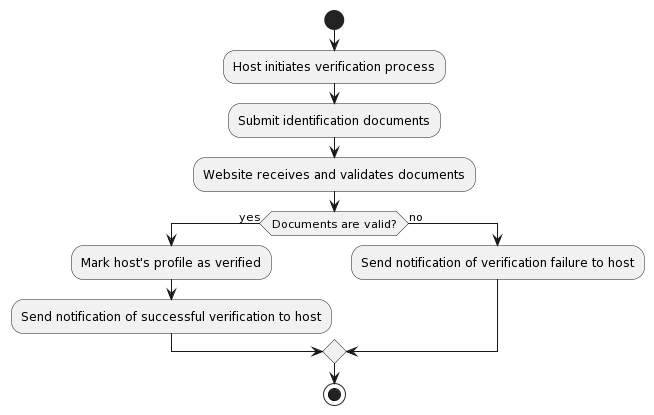 Host initiates verification process
Submit identification documents
Website receives and validates documents
yes
Documents are valid?
no
Mark host's profile as verified
Send notification of verification failure to host
Send notification of successful verification to host